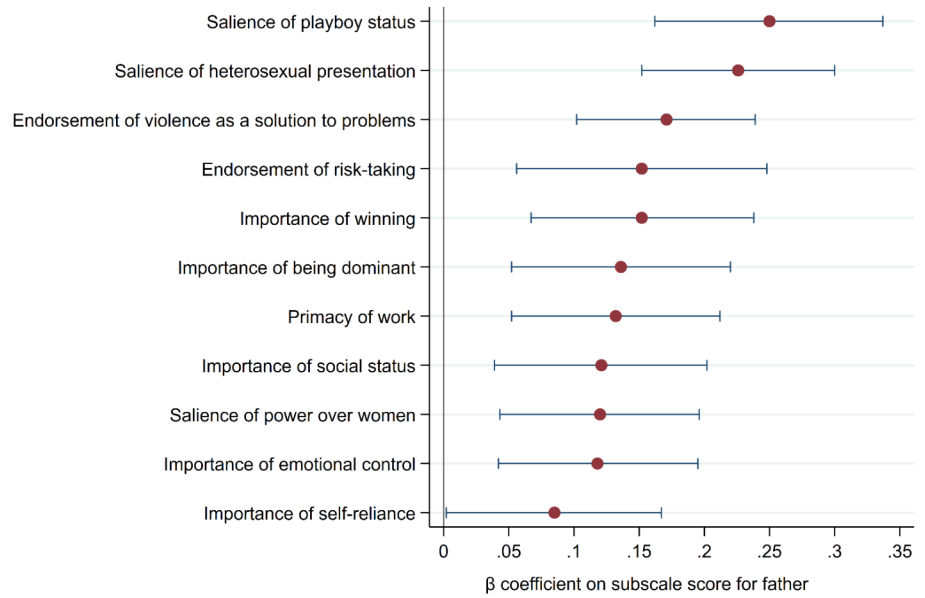 Salience of playboy status
Salience of heterosexual presentation
Endorsement of violence as a solution to problems
Endorsement of risk-taking
Importance of winning
Importance of being dominant
Primacy of work
Importance of social status
Salience of power over women
Importance of emotional control
Importance of self-reliance
0 .05 .1 .15 .2 .25 .3 .35
β coefficient on subscale score for father